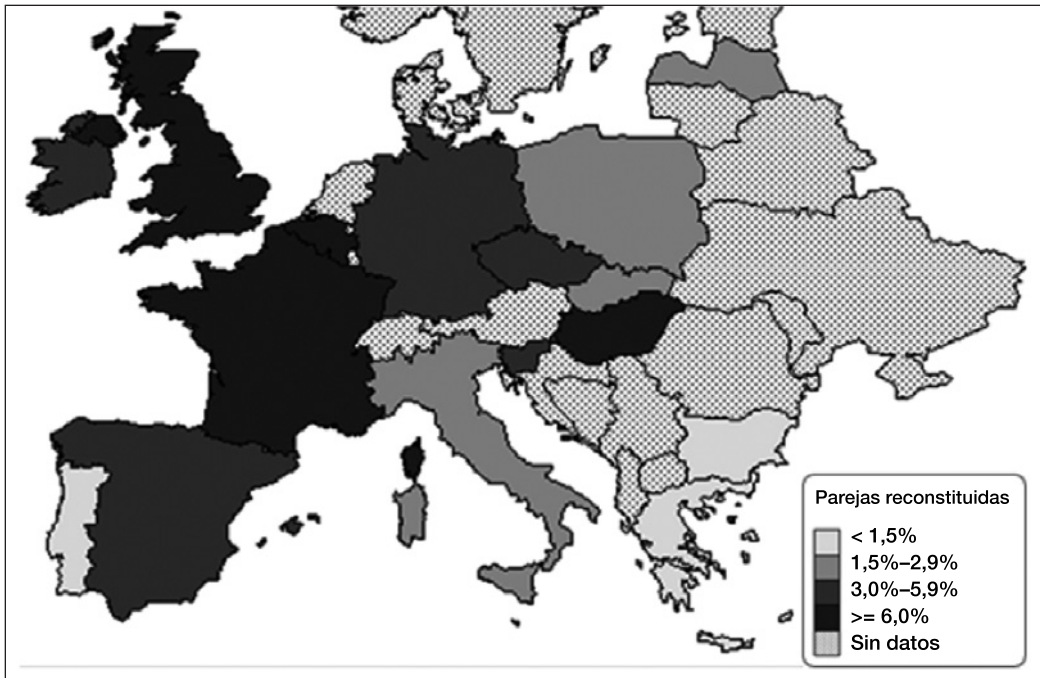 Parejas reconstituidas
< 1,5%
1,5%–2,9%
3,0%–5,9%
>= 6,0%
Sin datos